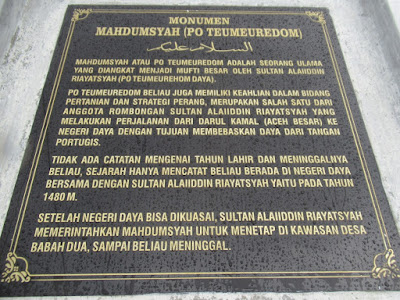 MONUMEN
MAHDUMSYAH (PO TEUMEUREDOM)
السلام عليكم
MAHDUMSYAH ATAU PO TEUMEUREDOM ADALAH SEORANG ULAMA
YANG DIANGKAT MENJADI MUFTI BESAR OLEH SULTAN ALAIIDDIN
RIAYATSYAH (PO TEUMEUREHOM DAYA).
PO TEUMEUREDOM BELIAU JUGA MEMILIKI KEAHLIAN DALAM BIDANG
PERTANIAN DAN STRATEGI PERANG, MERUPAKAN SALAH SATU DARI
ANGGOTA ROMBONGAN SULTAN ALAIIDDIN RIAYATSYAH YANG
MELAKUKAN PERJALANAN DARI DARUL KAMAL (ACEH BESAR) KE
NEGERI DAYA DENGAN TUJUAN MEMBEBASKAN DAYA DARI TANGAN
PORTUGIS.
TIDAK ADA CATATAN MENGENAI TAHUN LAHIR DAN MENINGGALNYA
BELIAU, SEJARAH HANYA MENCATAT BELIAU BERADA DI NEGERI DAYA
BERSAMA DENGAN SULTAN ALAIIDDIN RIAYATSYAH YAITU PADA TAHUN
1480 M.
SETELAH NEGERI DAYA BISA DIKUASAI, SULTAN ALAIIDDIN RIAYATSYAH
MEMERINTAHKAN MAHDUMSYAH UNTUK MENETAP DI KAWASAN DESA
BABAH DUA, SAMPAI BELIAU MENINGGAL.